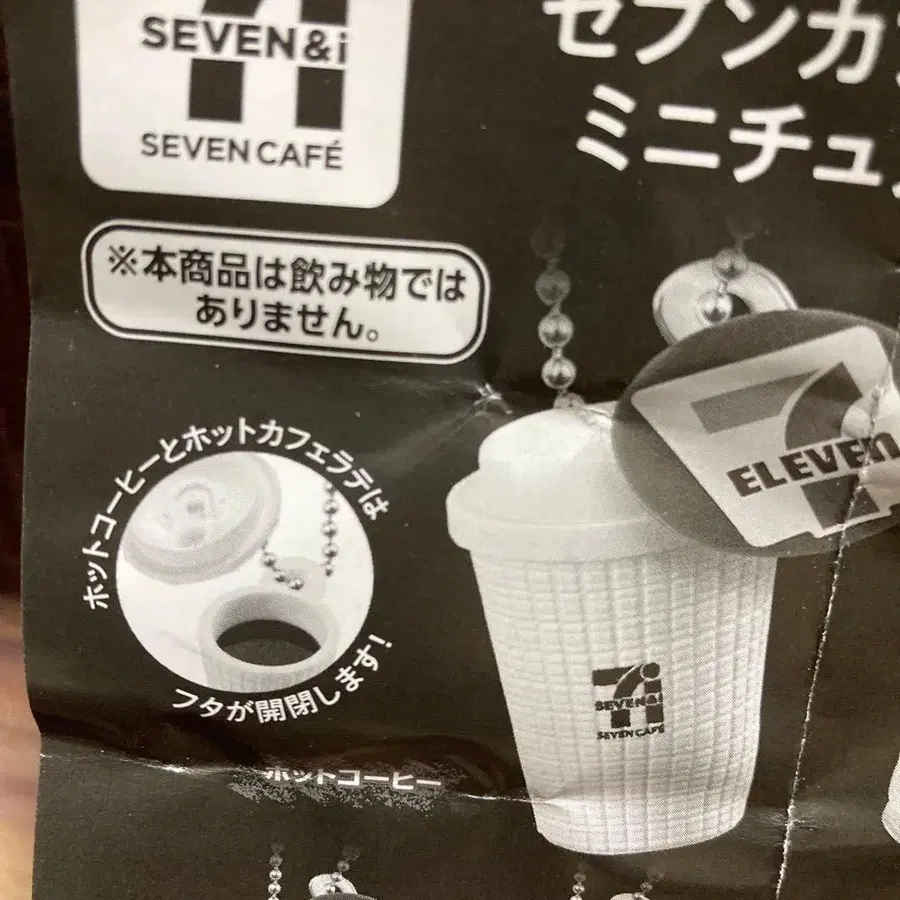 SEVEN&i
SEVEN CAFÉ
セブンカ
ミニチュ
※本商品は飲み物では
ありません。
ホットコーヒーとホットカフェラテは
フタが開閉します!
ELEVEN
SEVEN&i
SEVEN CAFÉ
ホットコーヒー